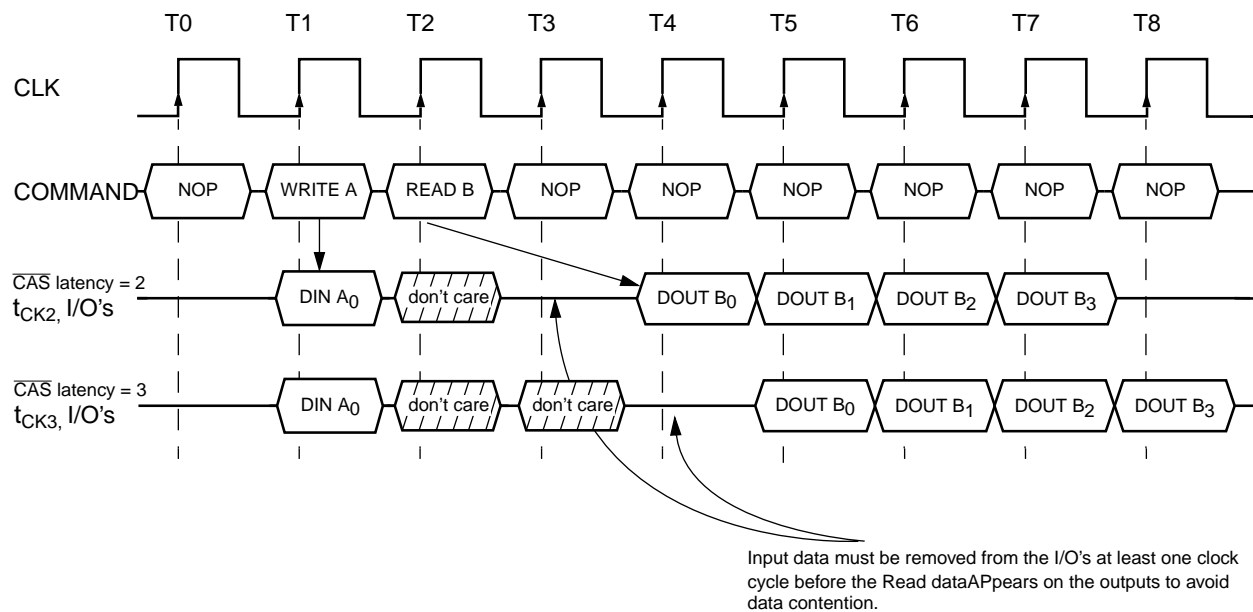 T0 T1 T2 T3 T4 T5 T6 T7 T8
CLK
COMMAND NOP WRITE A READ B NOP NOP NOP NOP NOP NOP
CAS latency = 2
tCK2, I/O's DIN A0 don't care DOUT B0 DOUT B1 DOUT B2 DOUT B3
CAS latency = 3
tCK3, I/O's DIN A0 don't care don't care DOUT B0 DOUT B1 DOUT B2 DOUT B3
Input data must be removed from the I/O's at least one clock
cycle before the Read dataAPpears on the outputs to avoid
data contention.